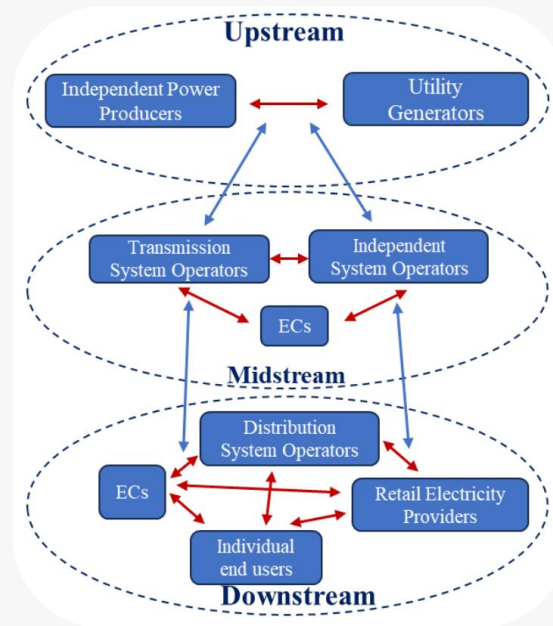 Upstream
Independent Power
Producers
Utility
Generators
Transmission
System Operators
Independent
System Operators
ECs
Midstream
Distribution
System Operators
ECs
Retail Electricity
Providers
Individual
end users
Downstream